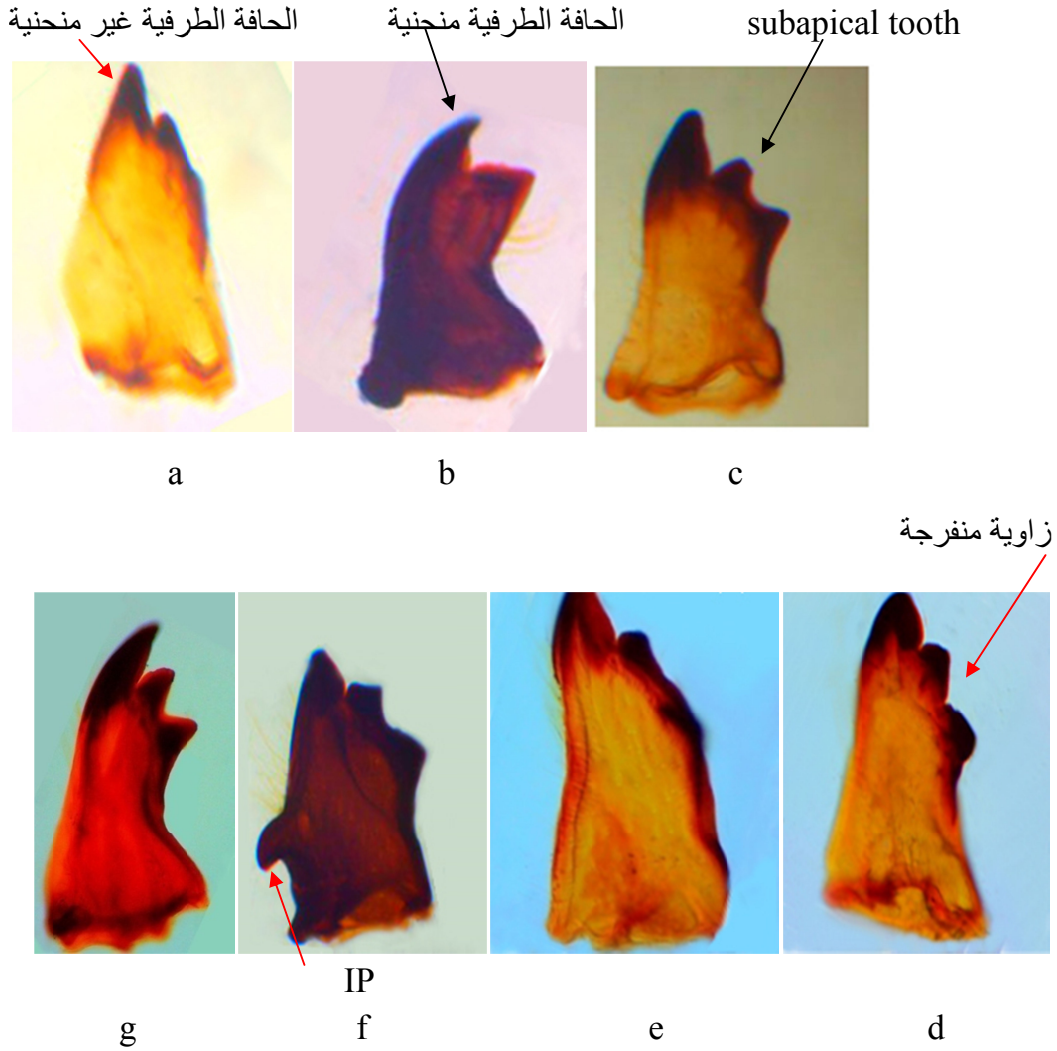 الحافة الطرفية غير منحنية
الحافة الطرفية منحنية
subapical tooth
a
b
c
زاوية منفرجة
IP
g
f
e
d